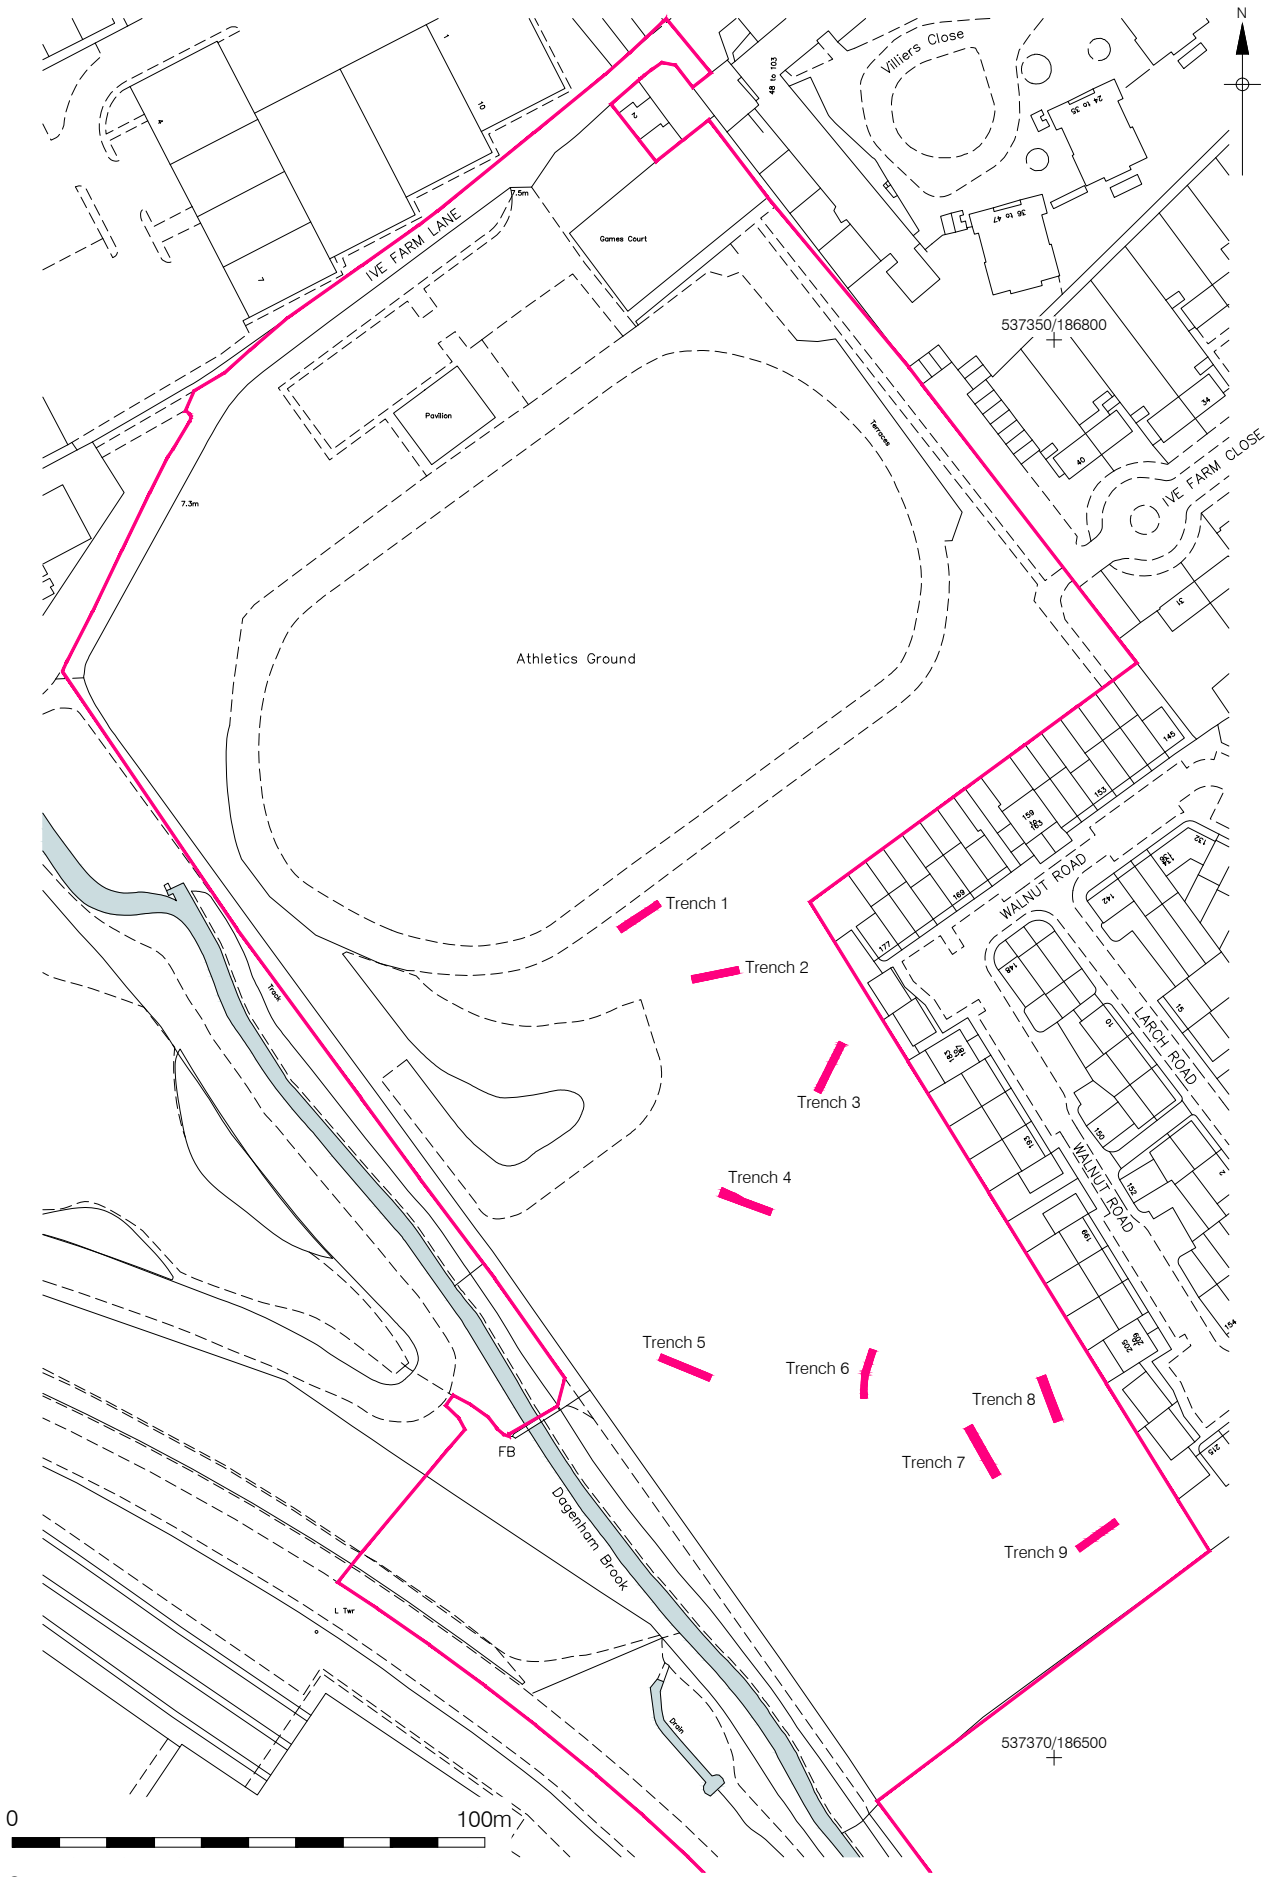 N
Villiers Close
48 to 103
24 to 35
36 to 47
4
1
10
7
2
7.5m
IVE FARM LANE
Games Court
537350/186800
34
40
IVE FARM CLOSE
Pavilion
Terraces
7.3m
31
Athletics Ground
145
153
159
169
177
WALNUT ROAD
132
142
148
Trench 1
Trench 2
Track
10
15
LARCH ROAD
Trench 3
150
193
WALNUT ROAD
152
2
Trench 4
199
154
Trench 5
Trench 6
205
209
Trench 8
215
FB
Trench 7
Dagenham Brook
Trench 9
L Twr
Drain
537370/186500
0
100m